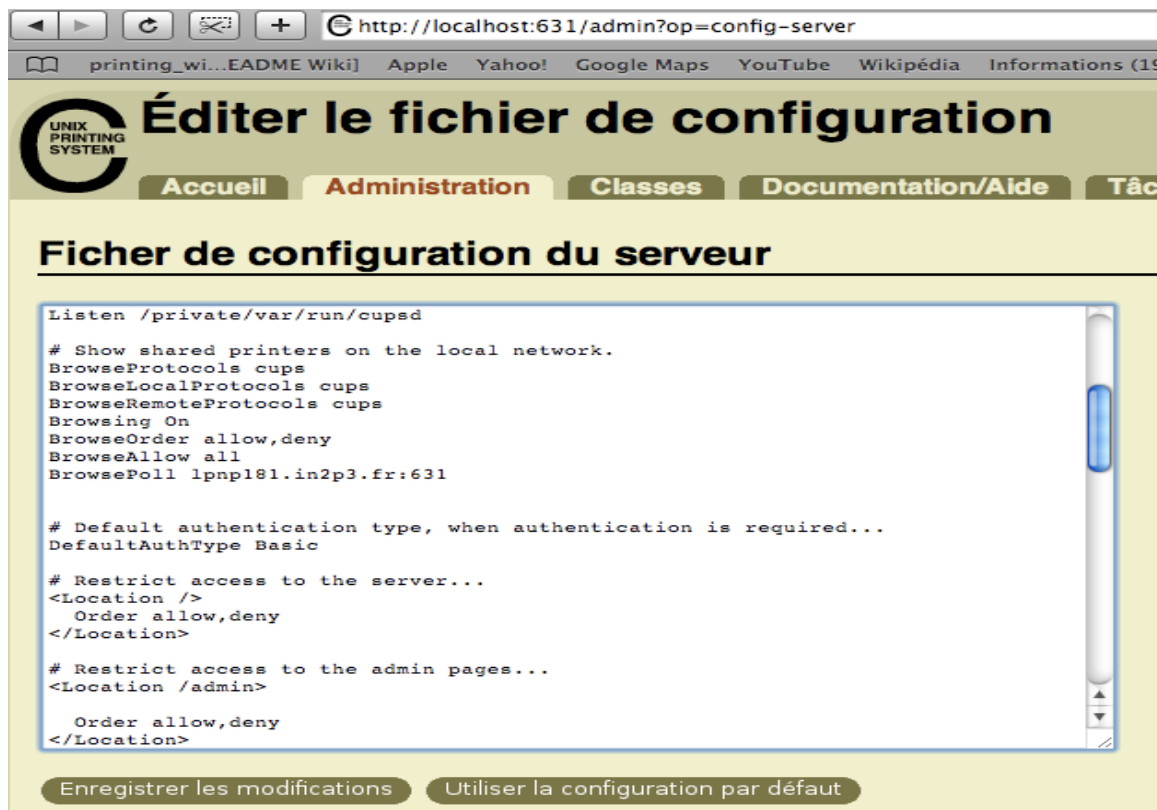 http://localhost:631/admin?op=config-server
printing_wi...EADME Wiki] Apple Yahoo! Google Maps YouTube Wikipédia Informations (19
UNIX
PRINTING
SYSTEM
Éditer le fichier de configuration
Accueil Administration Classes Documentation/Aide Tâc
Ficher de configuration du serveur
Listen /private/var/run/cupsd
# Show shared printers on the local network.
BrowseProtocols cups
BrowseLocalProtocols cups
BrowseRemoteProtocols cups
Browsing On
BrowseOrder allow,deny
BrowseAllow all
BrowsePoll lpnp181.in2p3.fr:631
# Default authentication type, when authentication is required...
DefaultAuthType Basic
# Restrict access to the server...
<Location />
Order allow,deny
</Location>
# Restrict access to the admin pages...
<Location /admin>
Order allow,deny
</Location>
Enregistrer les modifications Utiliser la configuration par défaut